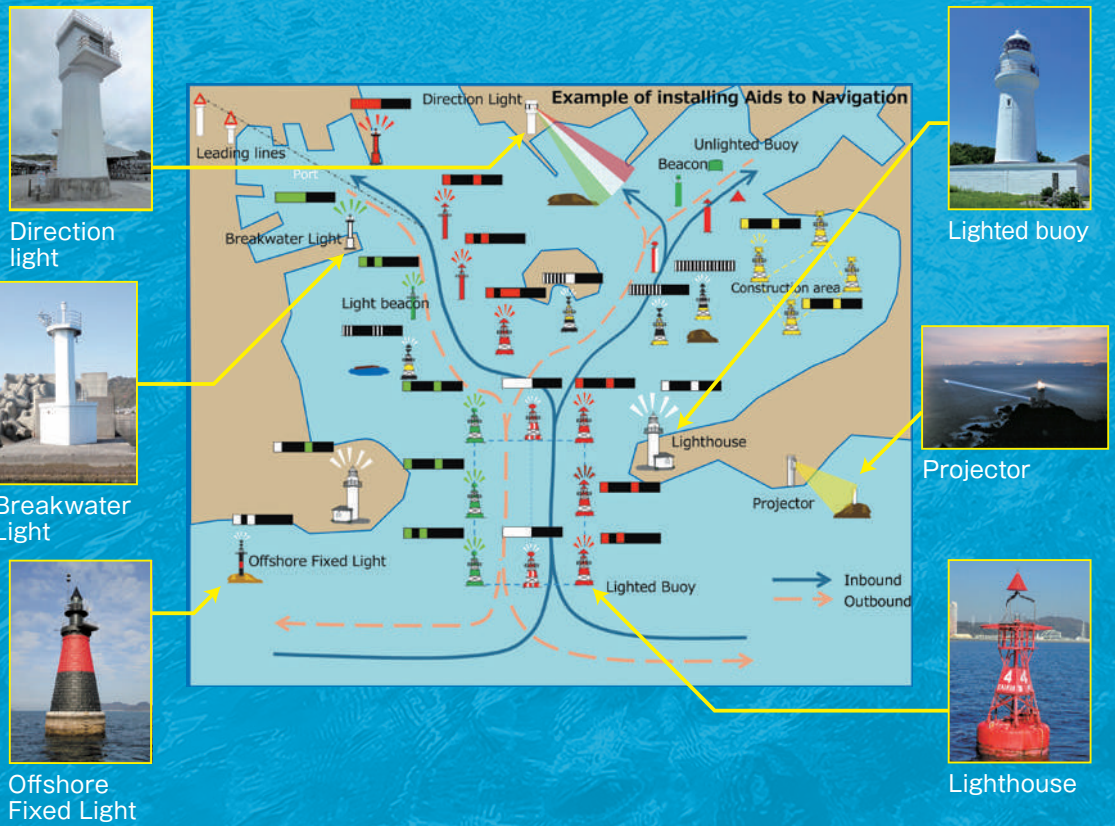 Example of installing Aids to Navigation
Direction Light
Leading lines
Port
Breakwater Light
Light beacon
Unlighted Buoy
Beacon
Construction area
Lighthouse
Projector
Offshore Fixed Light
Lighted Buoy
Inbound
Outbound
Direction
light
Breakwater
Light
Offshore
Fixed Light
Lighted buoy
Projector
4 4
Lighthouse